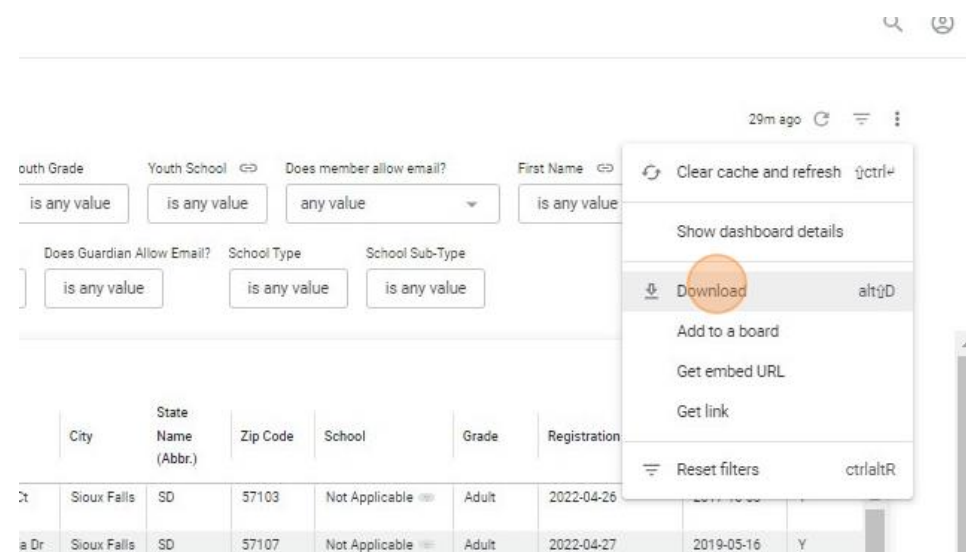 29m ago
outh Grade Youth School Does member allow email? First Name
is any value is any value any value is any value
Does Guardian Allow Email? School Type School Sub-Type
is any value is any value is any value
Clear cache and refresh ⇧ctrl↵
Show dashboard details
Download alt⇧D
Add to a board
Get embed URL
Get link
Reset filters ctrlaltR
City State Name (Abbr.) Zip Code School Grade Registration
Ct Sioux Falls SD 57103 Not Applicable Adult 2022-04-26
a Dr Sioux Falls SD 57107 Not Applicable Adult 2022-04-27 2019-05-16 Y